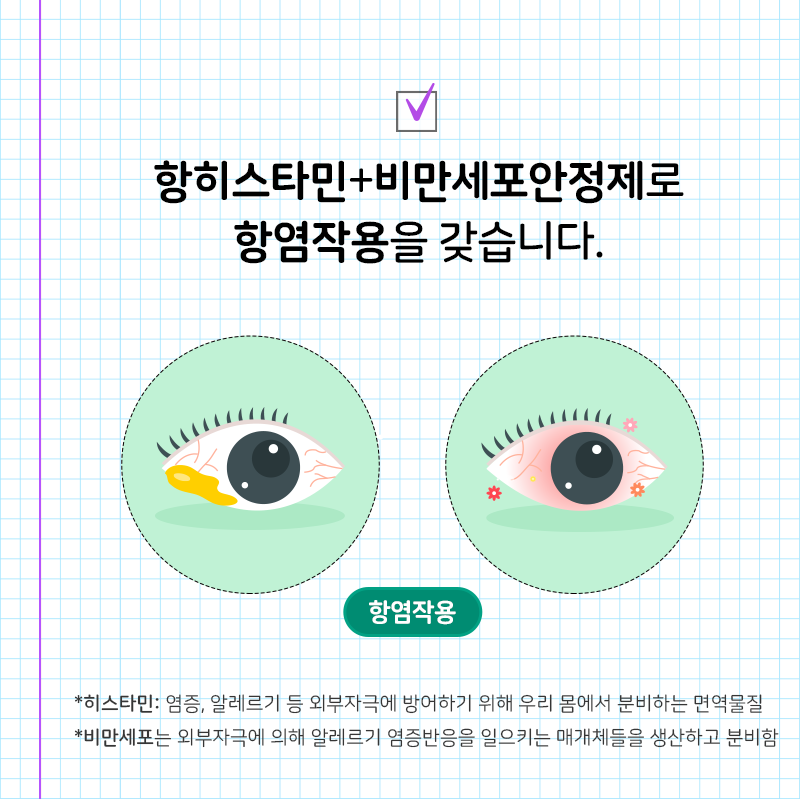 항히스타민+비만세포안정제로
항염작용을 갖습니다.
항염작용
*히스타민: 염증, 알레르기 등 외부자극에 방어하기 위해 우리 몸에서 분비하는 면역물질
*비만세포는 외부자극에 의해 알레르기 염증반응을 일으키는 매개체들을 생산하고 분비함